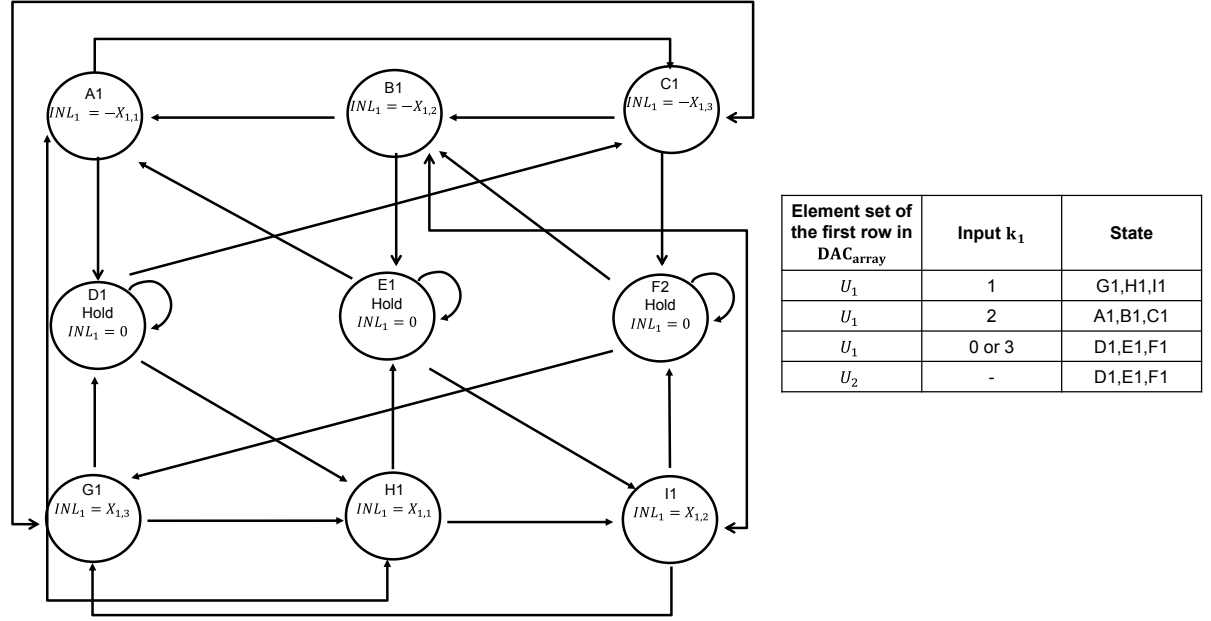 A1
INL₁ = −X₁,₁
B1
INL₁ = −X₁,₂
C1
INL₁ = −X₁,₃
D1
Hold
INL₁ = 0
E1
Hold
INL₁ = 0
F2
Hold
INL₁ = 0
G1
INL₁ = X₁,₃
H1
INL₁ = X₁,₁
I1
INL₁ = X₁,₂
Element set of
the first row in
DACₐᵣᵣₐᵧ
Input k₁
State
U₁
1
G1,H1,I1
U₁
2
A1,B1,C1
U₁
0 or 3
D1,E1,F1
U₂
-
D1,E1,F1